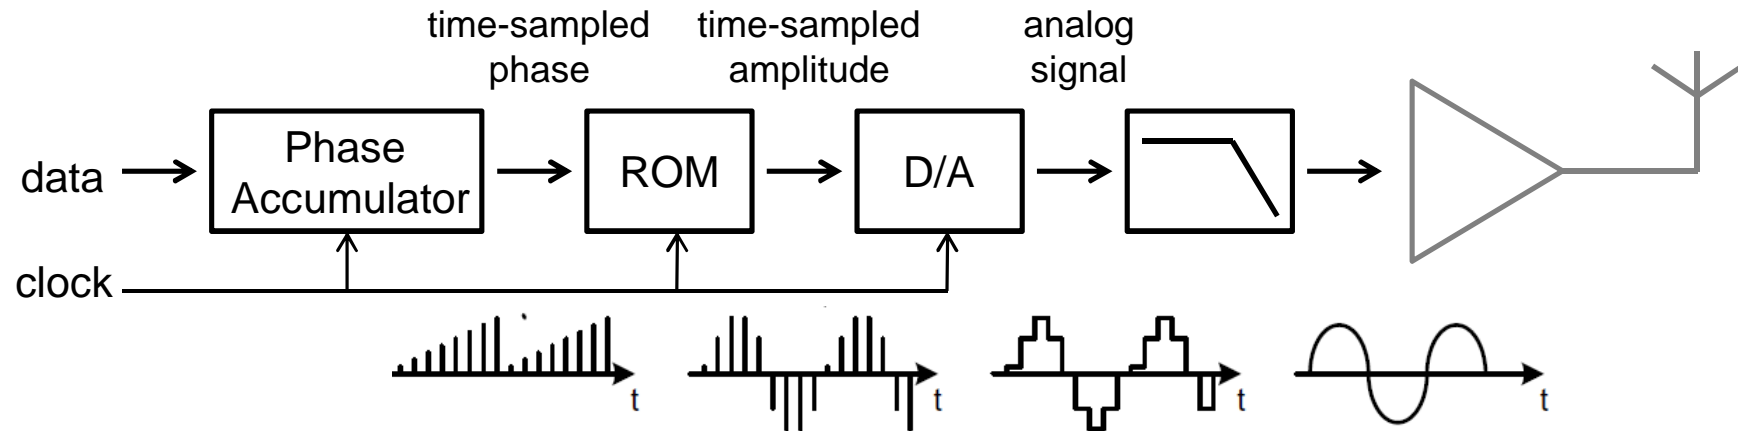 time-sampled
phase
time-sampled
amplitude
analog
signal
data
Phase
Accumulator
ROM
D/A
clock
t
t
t
t